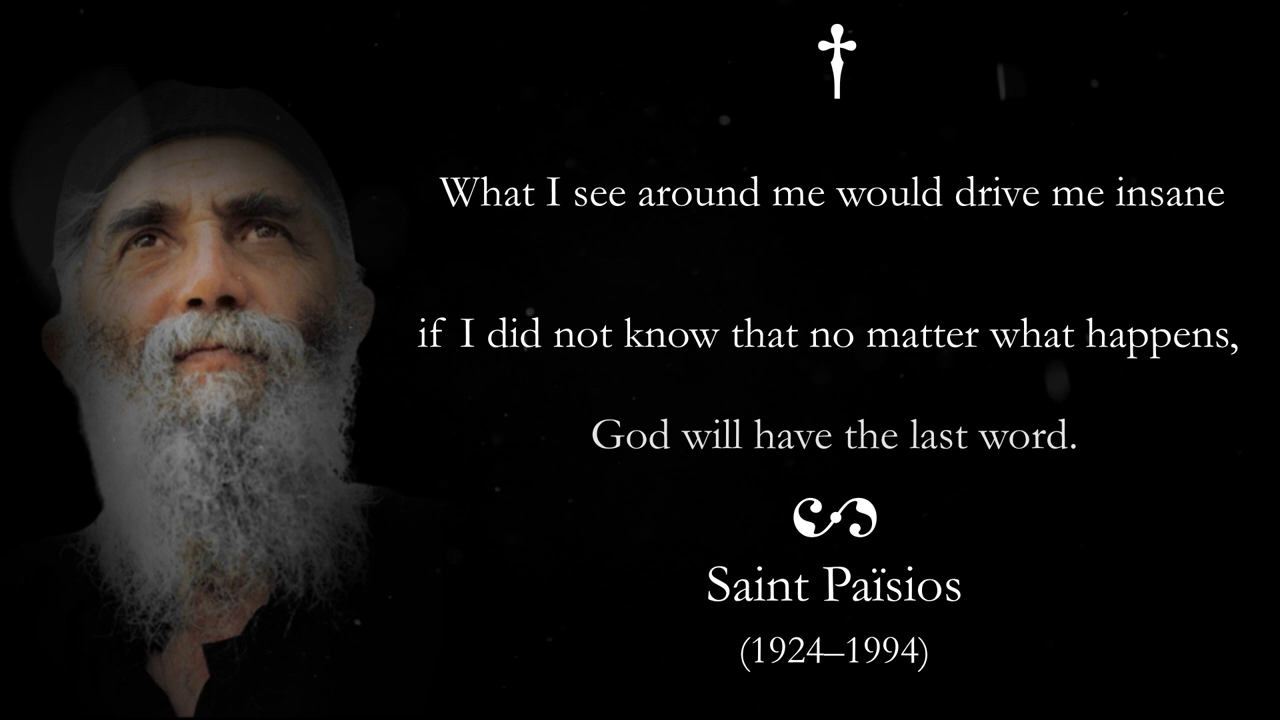 What I see around me would drive me insane
if I did not know that no matter what happens,
God will have the last word.
Saint Païsios
(1924–1994)